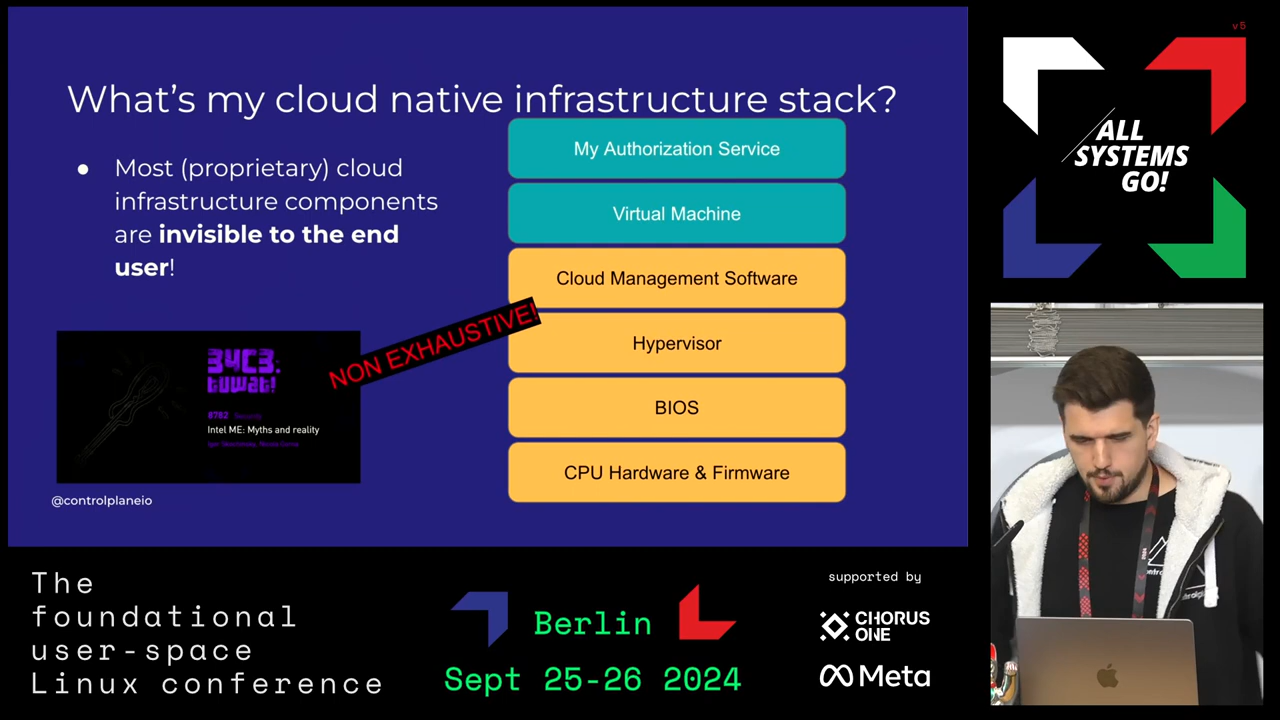 What's my cloud native infrastructure stack?
● Most (proprietary) cloud
infrastructure components
are invisible to the end
user!
My Authorization Service
Virtual Machine
Cloud Management Software
Hypervisor
BIOS
CPU Hardware & Firmware
NON EXHAUSTIVE!
34C3.
tuwat!
8782 Security
Intel ME: Myths and reality
@controlplaneio
v5
ALL
SYSTEMS
GO!
The
foundational
user-space
Linux conference
Berlin
Sept 25-26 2024
supported by
CHORUS
ONE
Meta